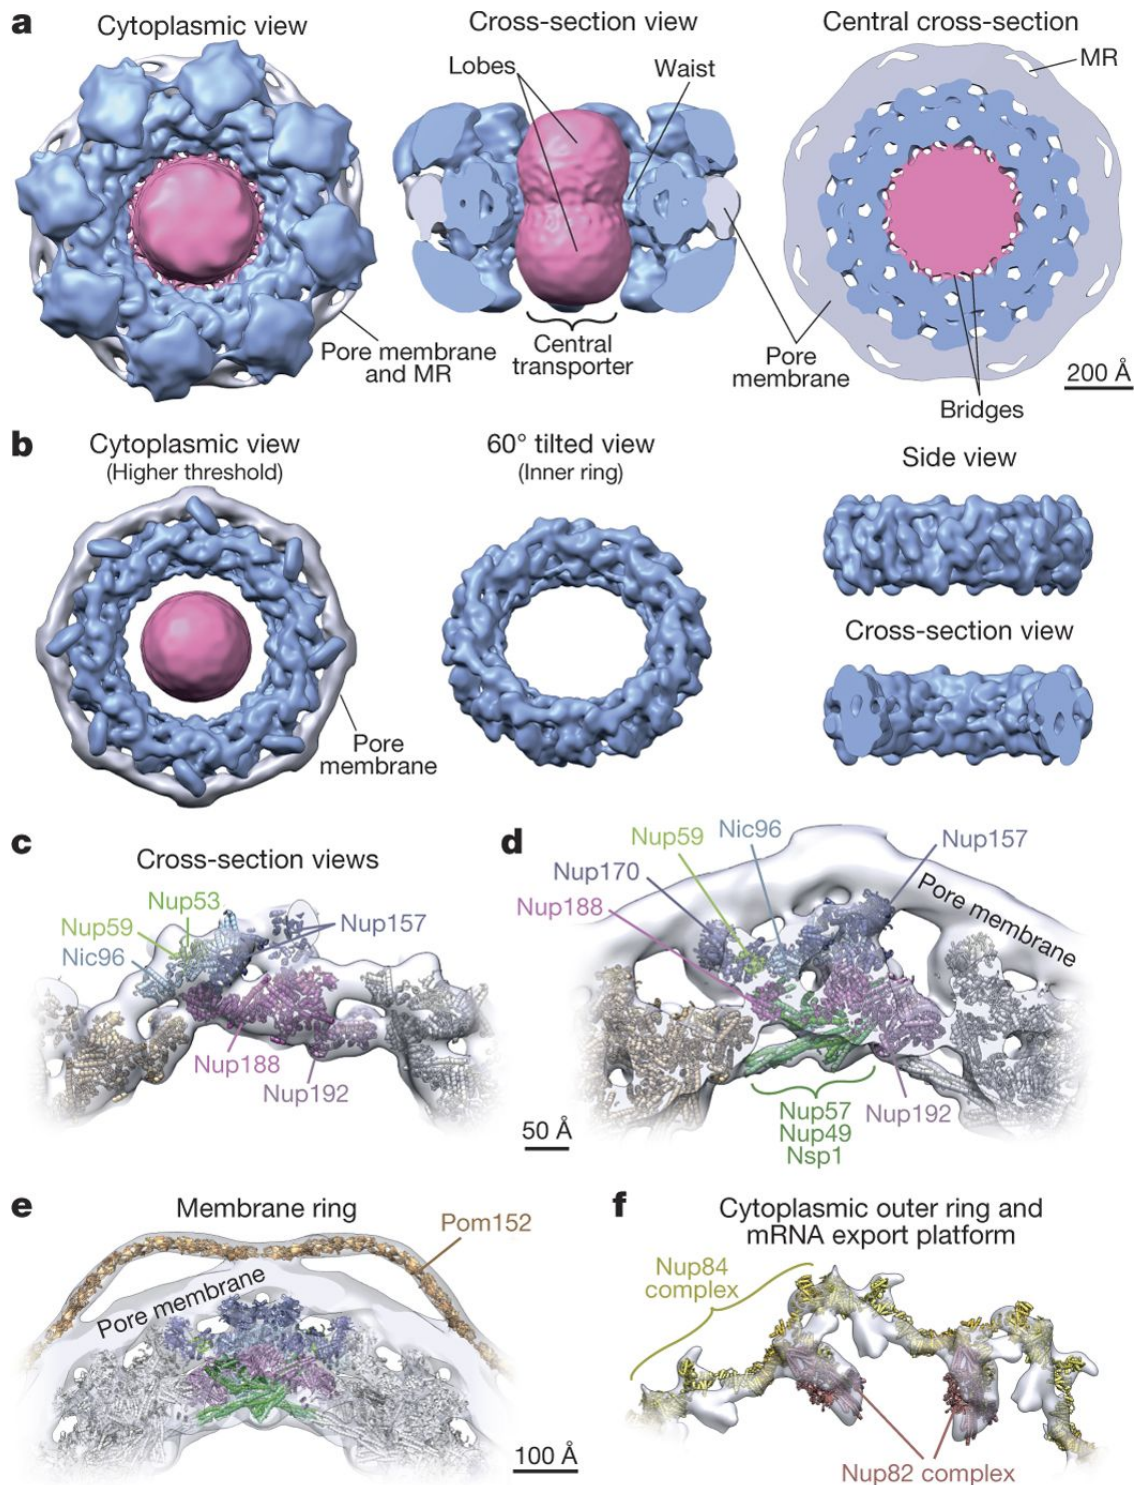 a
Cytoplasmic view
Cross-section view
Central cross-section
Lobes
Waist
MR
Pore membrane
and MR
Central
transporter
Pore
membrane
Bridges
200 Å
b
Cytoplasmic view
(Higher threshold)
60° tilted view
(Inner ring)
Side view
Cross-section view
Pore
membrane
c
Cross-section views
Nup53
Nup59
Nic96
Nup157
Nup188
Nup192
50 Å
d
Nup59
Nic96
Nup157
Nup170
Nup188
Pore membrane
Nup57
Nup49
Nsp1
Nup192
e
Membrane ring
Pom152
Pore membrane
100 Å
f
Cytoplasmic outer ring and
mRNA export platform
Nup84
complex
Nup82 complex